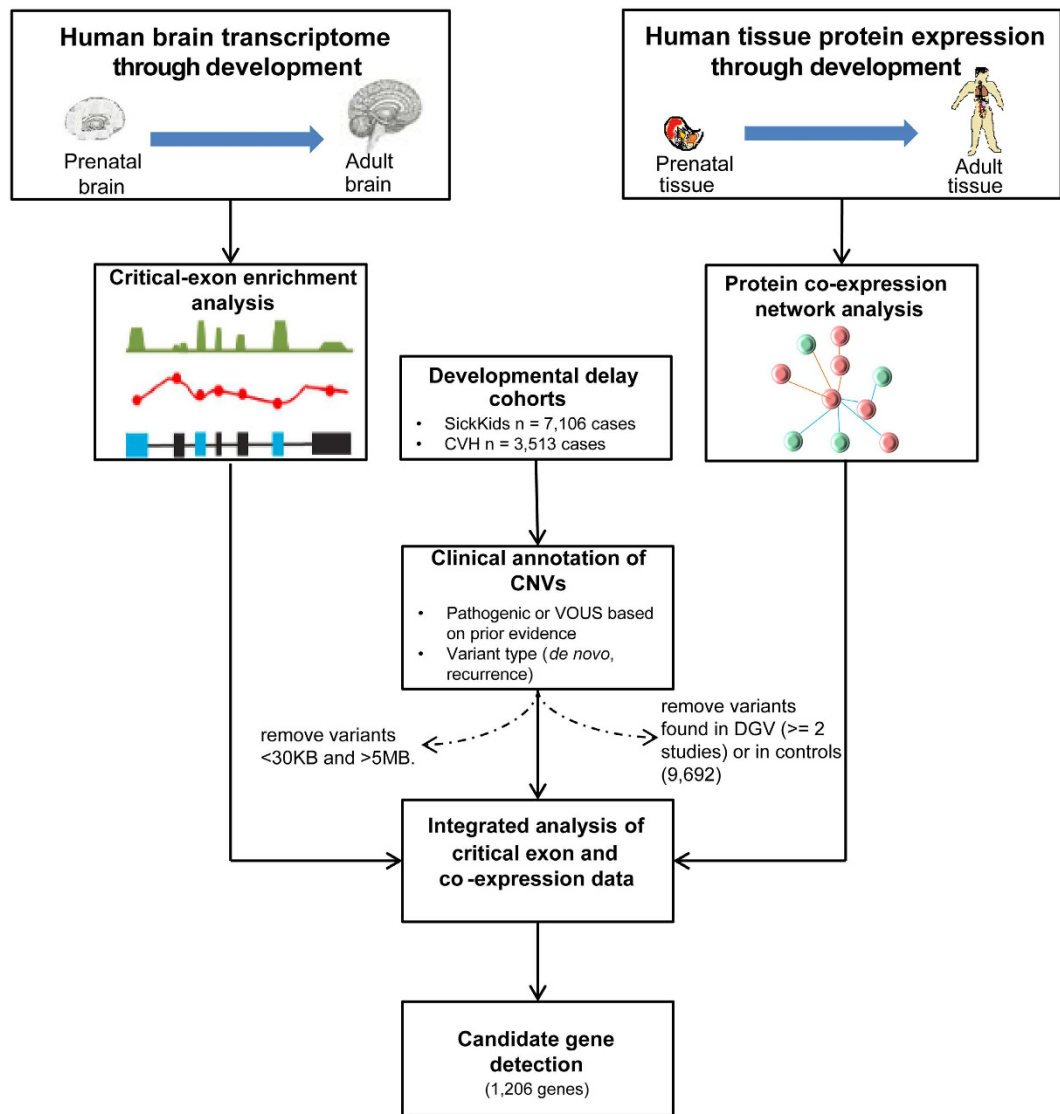 Human brain transcriptome
through development
Prenatal
brain
Adult
brain
Human tissue protein expression
through development
Prenatal
tissue
Adult
tissue
Critical-exon enrichment
analysis
Protein co-expression
network analysis
Developmental delay
cohorts
• SickKids n = 7,106 cases
• CVH n = 3,513 cases
Clinical annotation of
CNVs
• Pathogenic or VOUS based
on prior evidence
• Variant type (de novo,
recurrence)
remove variants
<30KB and >5MB.
remove variants
found in DGV (>= 2
studies) or in controls
(9,692)
Integrated analysis of
critical exon and
co-expression data
Candidate gene
detection
(1,206 genes)